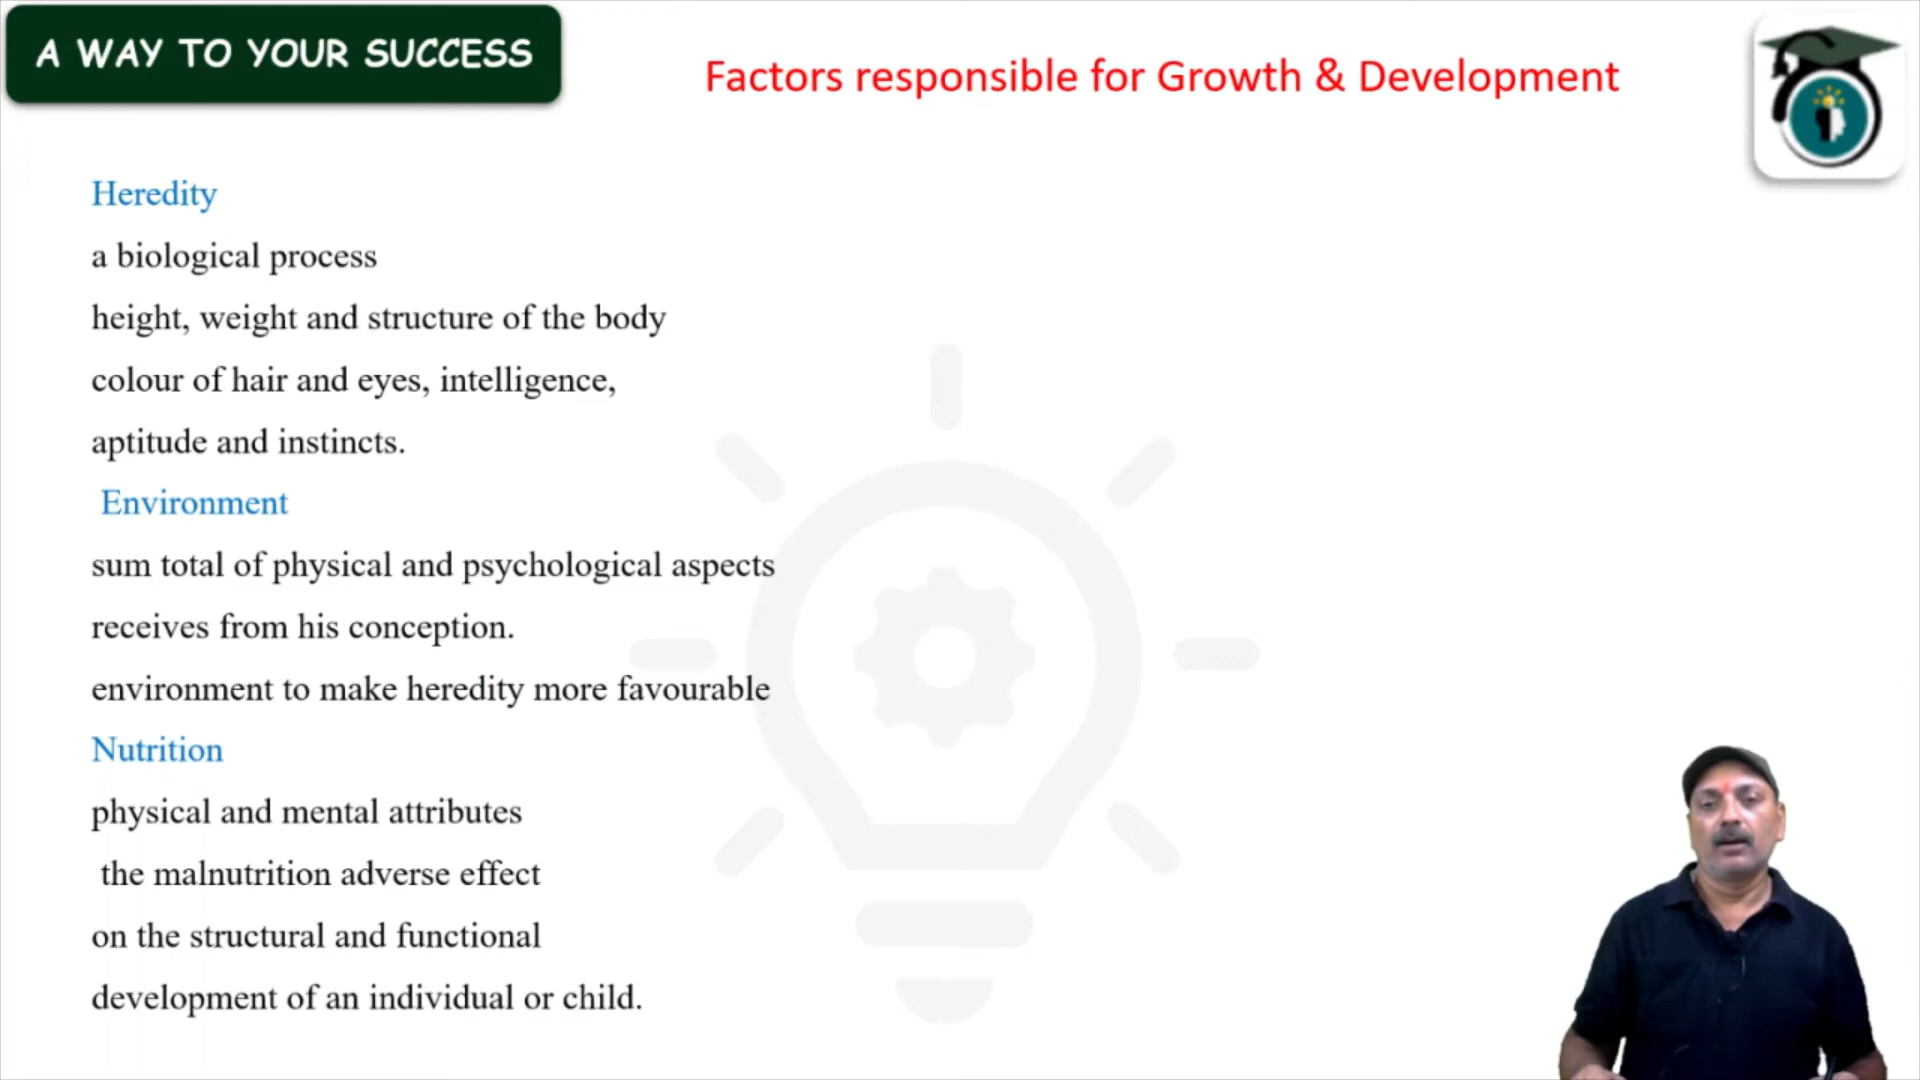 A WAY TO YOUR SUCCESS
Factors responsible for Growth & Development
Heredity
a biological process
height, weight and structure of the body
colour of hair and eyes, intelligence,
aptitude and instincts.
Environment
sum total of physical and psychological aspects
receives from his conception.
environment to make heredity more favourable
Nutrition
physical and mental attributes
the malnutrition adverse effect
on the structural and functional
development of an individual or child.